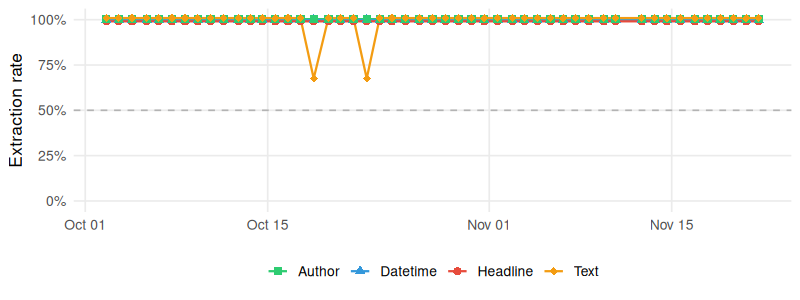 Extraction rate
100%
75%
50%
25%
0%
Oct 01 Oct 15 Nov 01 Nov 15
Author Datetime Headline Text